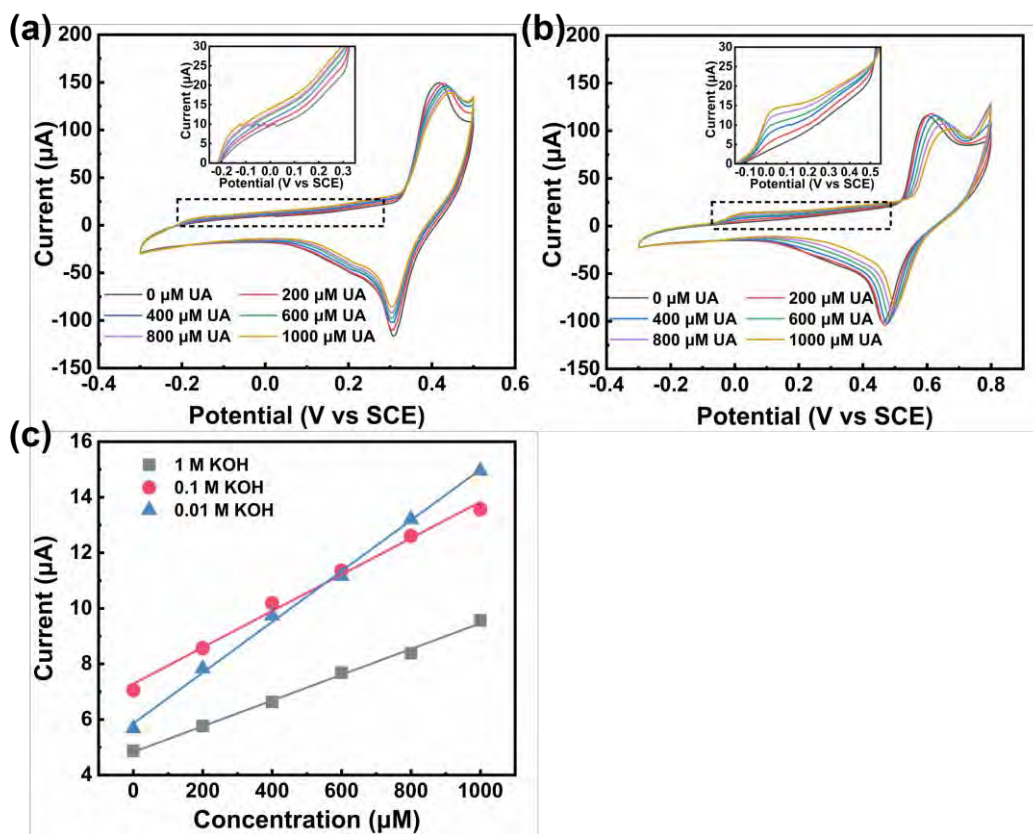 (a)
200
150
100
50
0
-50
-100
-150
Current (µA)
30
25
20
15
10
5
0
Current (µA)
-0.2 -0.1 0.0 0.1 0.2 0.3
Potential (V vs SCE)
0 µM UA 200 µM UA
400 µM UA 600 µM UA
800 µM UA 1000 µM UA
-0.4 -0.2 0.0 0.2 0.4 0.6
Potential (V vs SCE)
(b)
200
150
100
50
0
-50
-100
-150
Current (µA)
30
25
20
15
10
5
0
Current (µA)
-0.1 0.0 0.1 0.2 0.3 0.4 0.5
Potential (V vs SCE)
0 µM UA 200 µM UA
400 µM UA 600 µM UA
800 µM UA 1000 µM UA
-0.4 -0.2 0.0 0.2 0.4 0.6 0.8
Potential (V vs SCE)
(c)
16
14
12
10
8
6
4
Current (µA)
1 M KOH
0.1 M KOH
0.01 M KOH
0 200 400 600 800 1000
Concentration (µM)